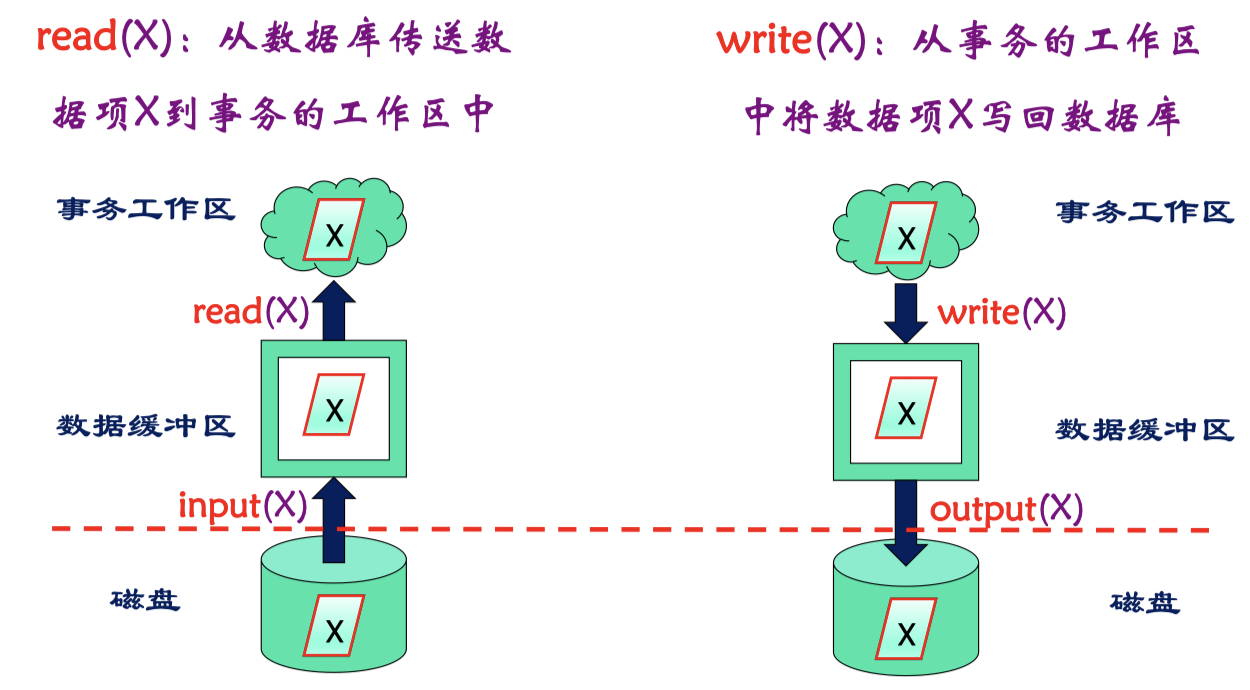 read(X)：从数据库传送数
据项X到事务的工作区中
事务工作区
X
read(X)
数据缓冲区
X
input(X)
磁盘
X
write(X)：从事务的工作区
中将数据项X写回数据库
X
事务工作区
write(X)
X
数据缓冲区
output(X)
X
磁盘